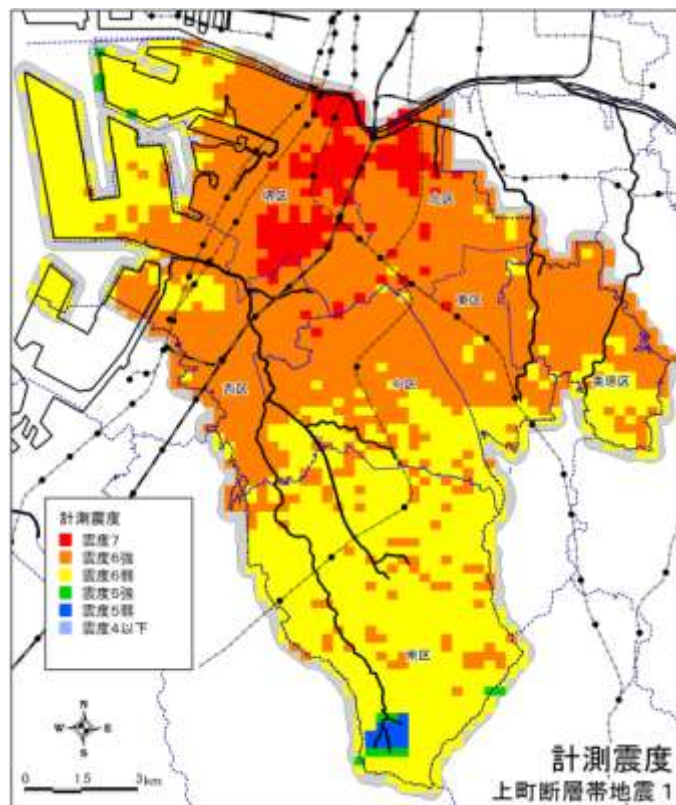 堺区
北区
東区
美原区
西区
中区
南区
計測震度
震度7
震度6強
震度6弱
震度5強
震度5弱
震度4以下
N
W E
S
0 1.5 3km
計測震度
上町断層帯地震1